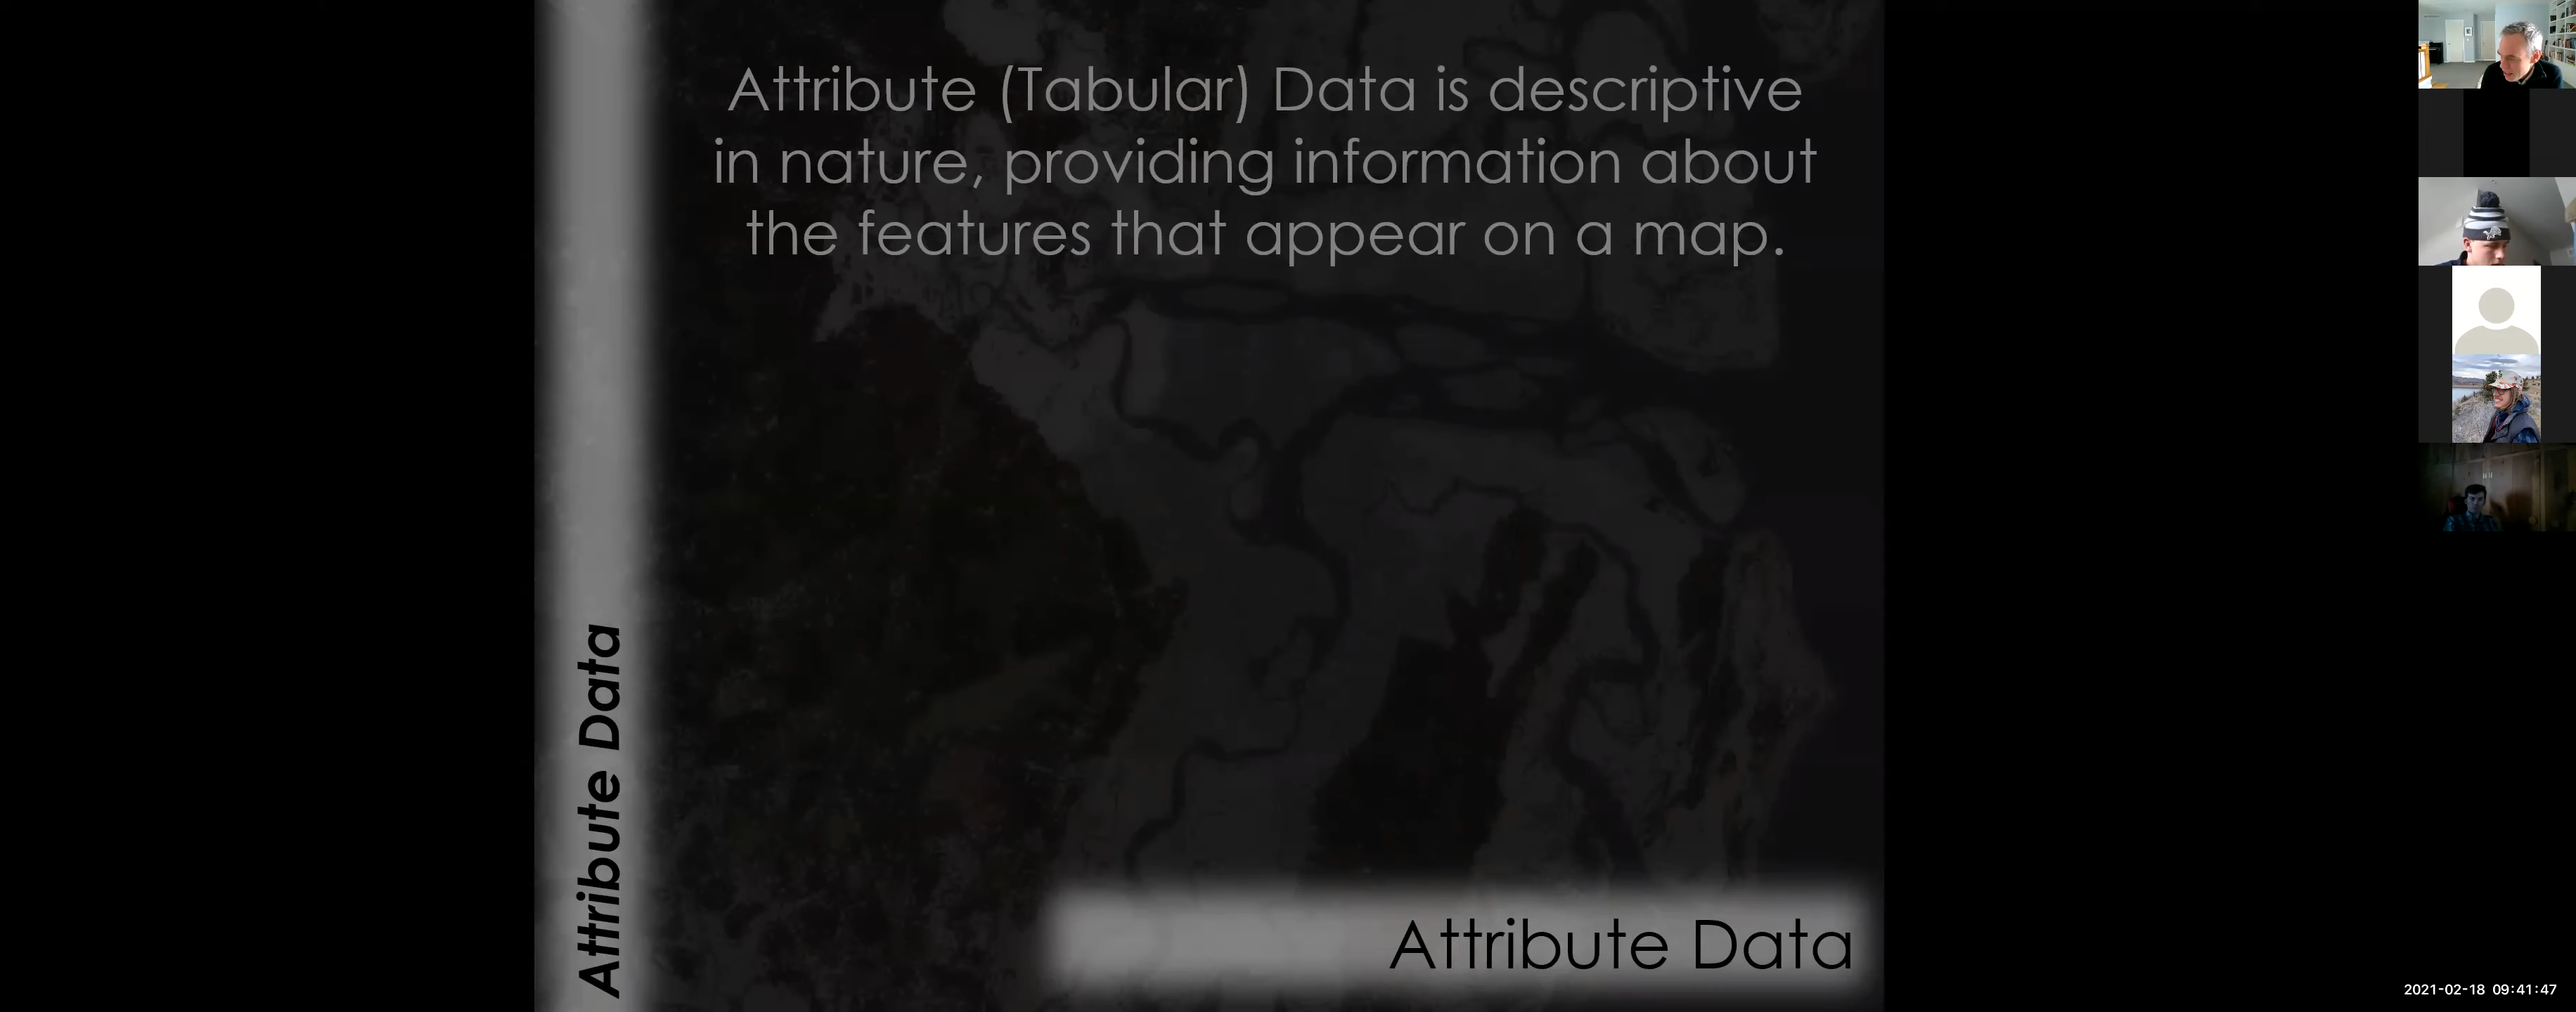 Attribute (Tabular) Data is descriptive
in nature, providing information about
the features that appear on a map.
Attribute Data
Attribute Data
2021-02-18 09:41:47